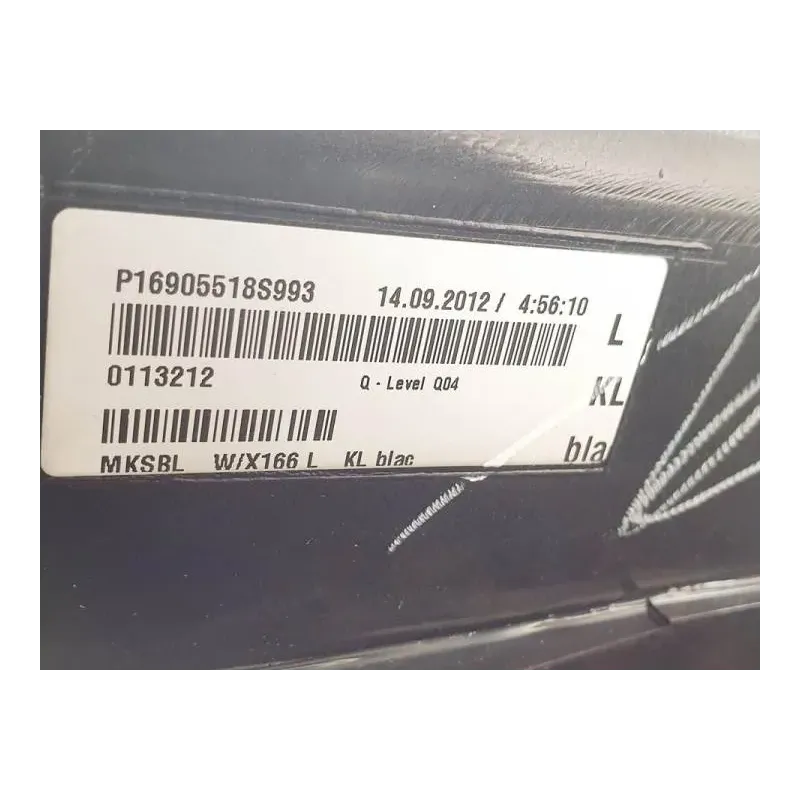 P16905518S993 14.09.2012 / 4:56:10
L
0113212 Q - Level Q04
KL
MKSBL W/X166 L KL blac
bla